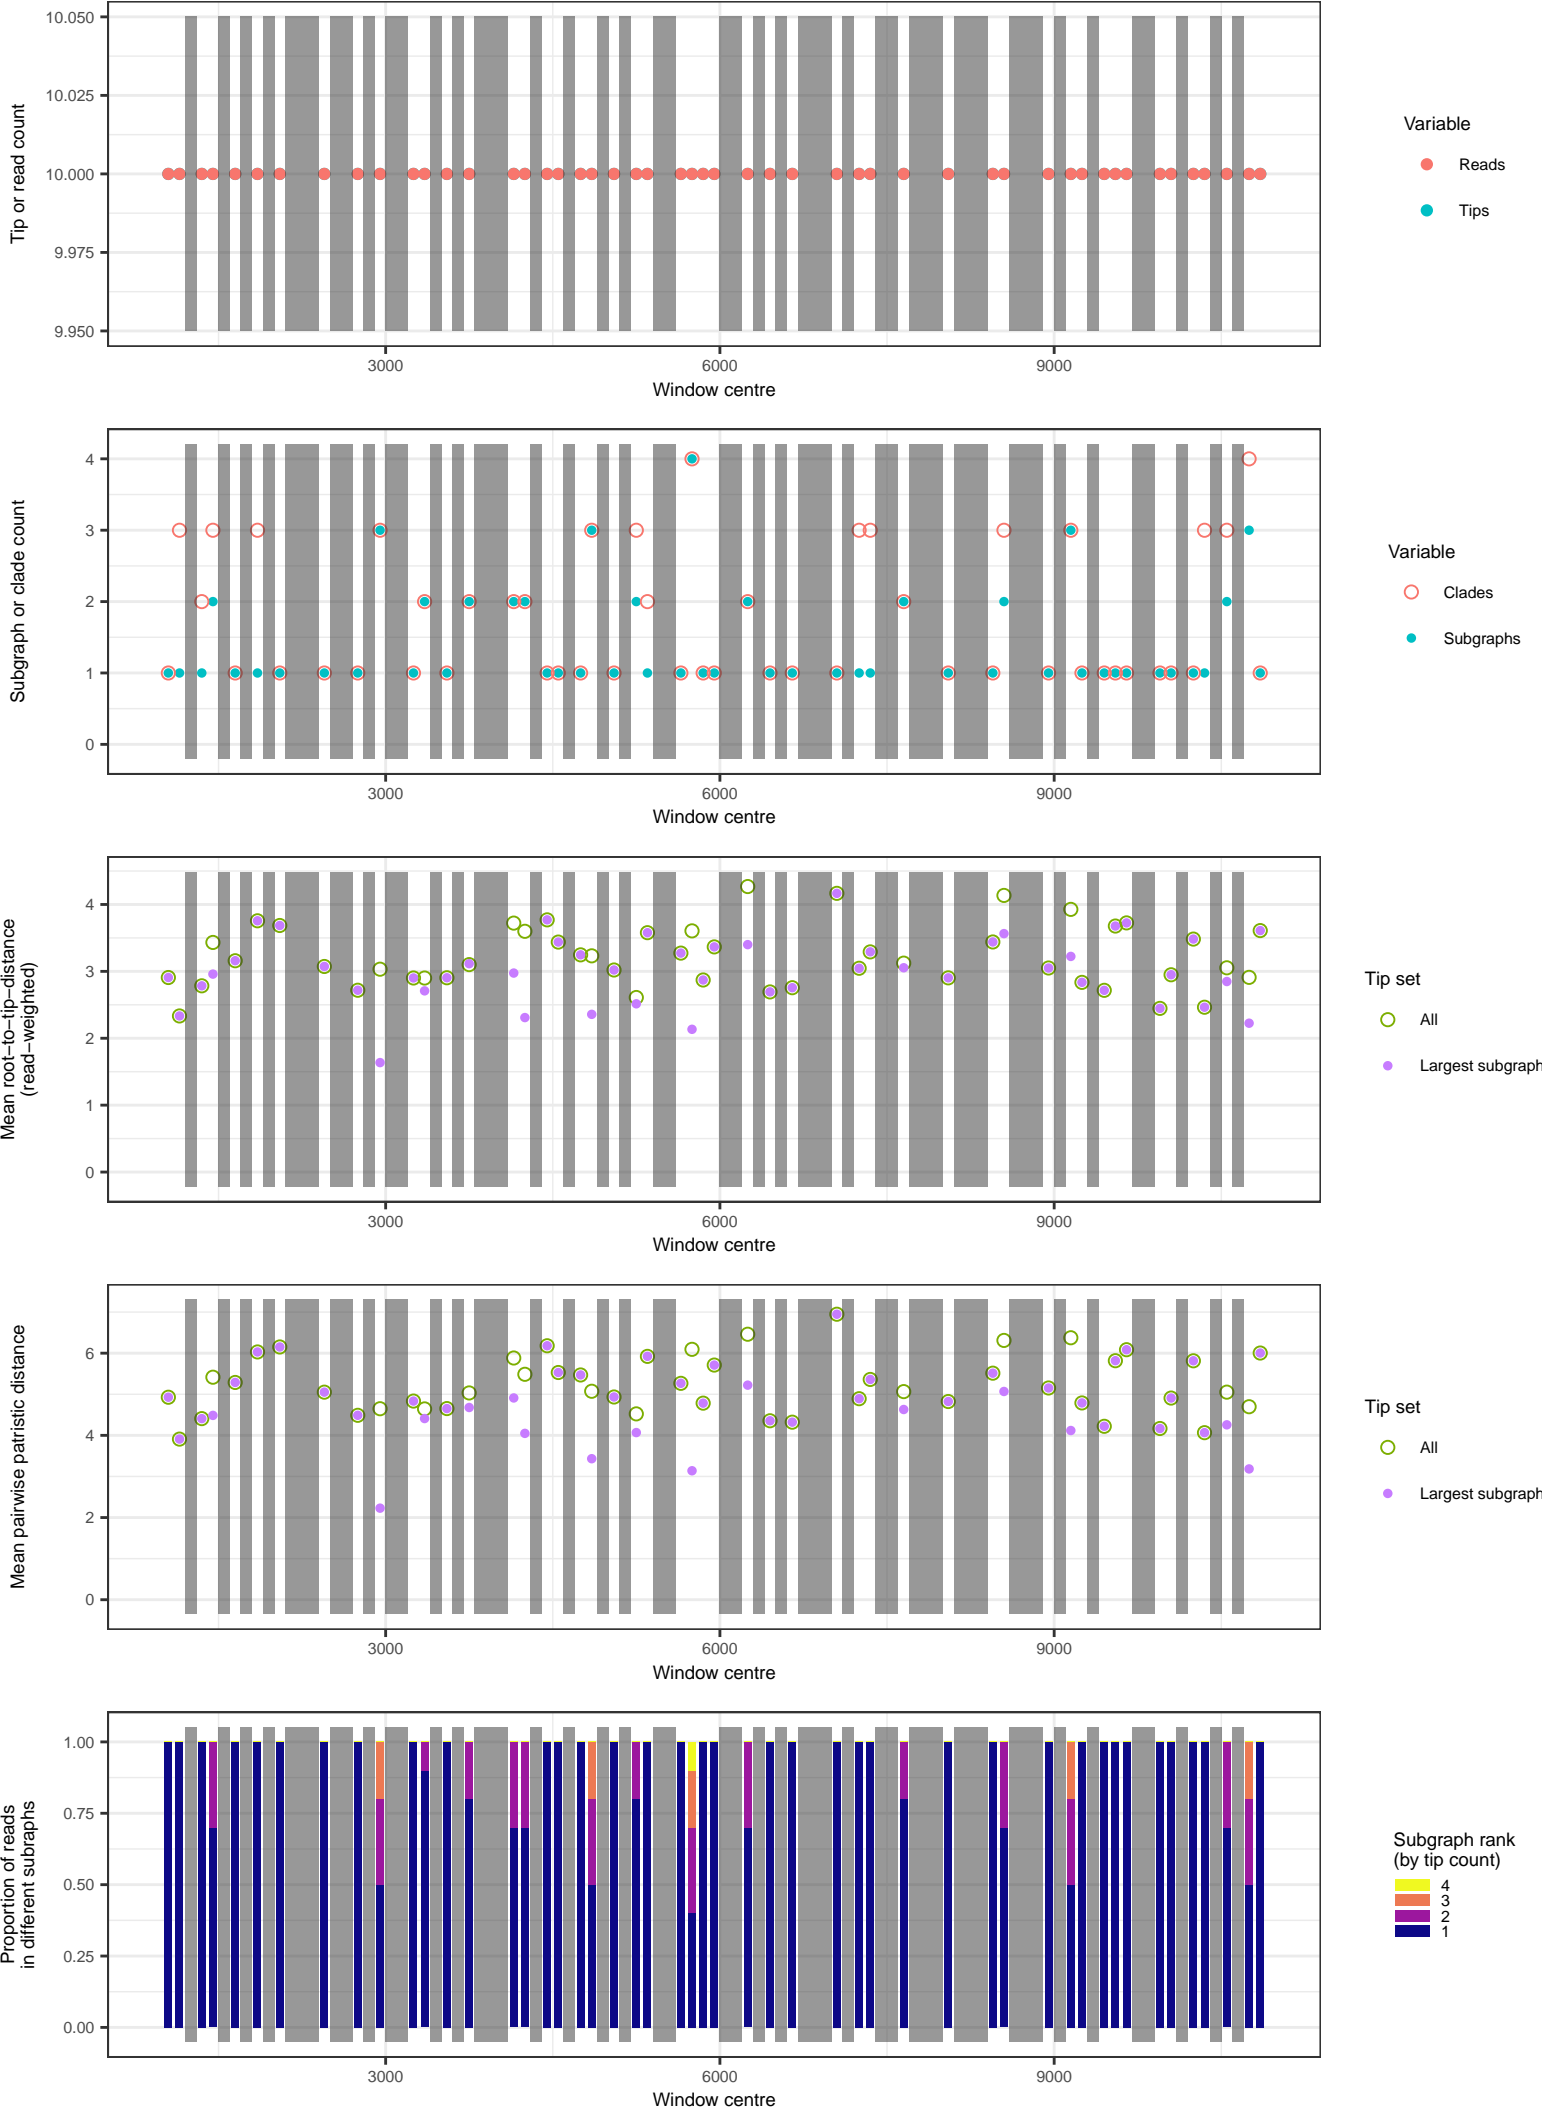 10.050
10.025
10.000
9.975
9.950
Tip or read count
3000
6000
9000
Window centre
Variable
Reads
Tips
4
3
2
1
0
Subgraph or clade count
3000
6000
9000
Window centre
Variable
Clades
Subgraphs
4
3
2
1
0
Mean root−to−tip−distance
(read−weighted)
3000
6000
9000
Window centre
Tip set
All
Largest subgraph
6
4
2
0
Mean pairwise patristic distance
3000
6000
9000
Window centre
Tip set
All
Largest subgraph
1.00
0.75
0.50
0.25
0.00
Proportion of reads
in different subraphs
3000
6000
9000
Window centre
Subgraph rank
(by tip count)
4
3
2
1